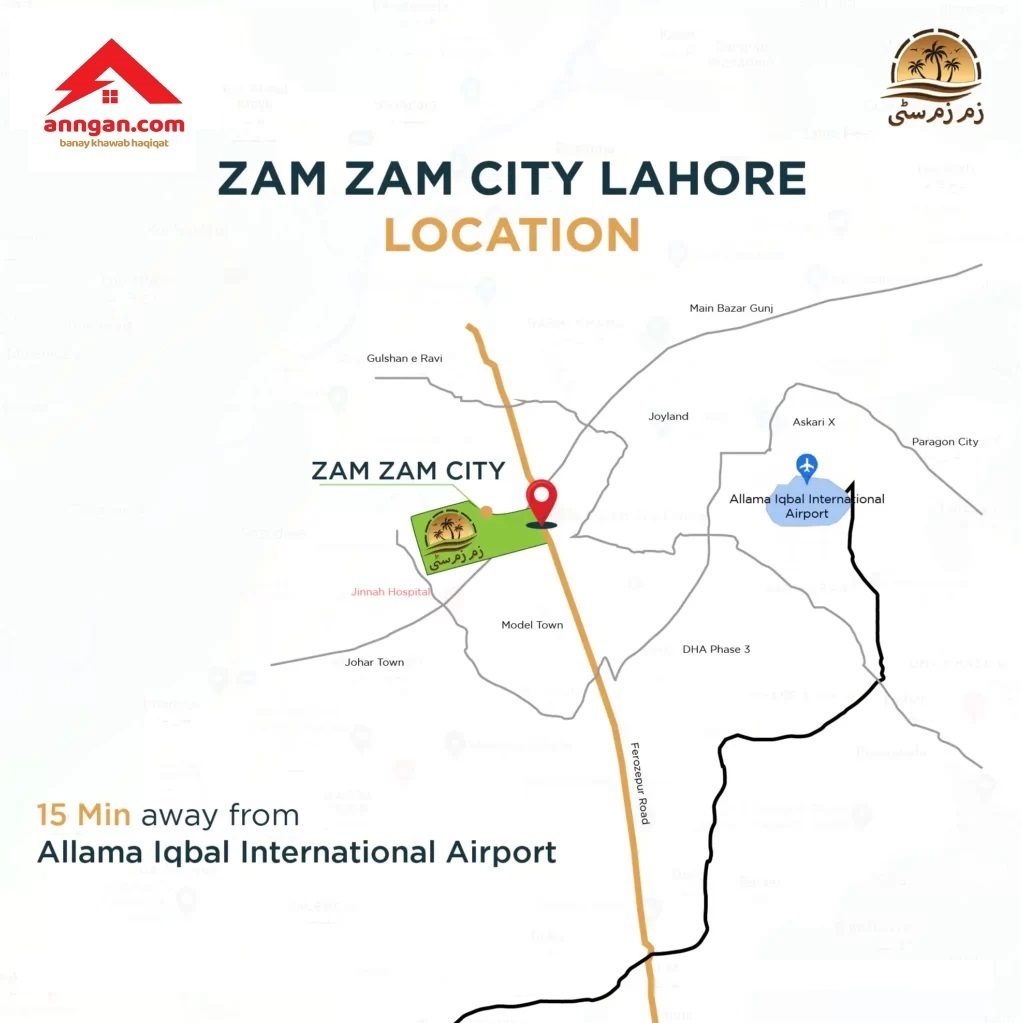 anngan.com
banay khawab haqiqat
زم زم سٹی
ZAM ZAM CITY LAHORE
LOCATION
Main Bazar Gunj
Gulshan e Ravi
Joyland
Askari X
Paragon City
ZAM ZAM CITY
Allama Iqbal International
Airport
زم زم سٹی
Jinnah Hospital
Model Town
Johar Town
DHA Phase 3
Ferozepur Road
15 Min away from
Allama Iqbal International Airport